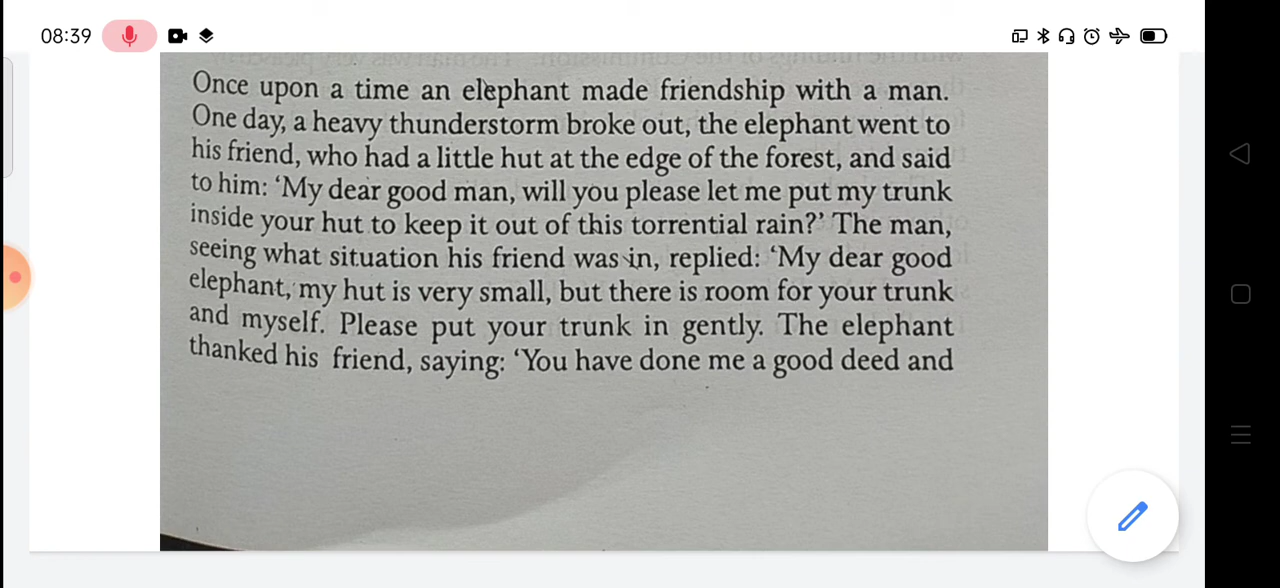 08:39
Once upon a time an elephant made friendship with a man.
One day, a heavy thunderstorm broke out, the elephant went to
his friend, who had a little hut at the edge of the forest, and said
to him: ‘My dear good man, will you please let me put my trunk
inside your hut to keep it out of this torrential rain?’ The man,
seeing what situation his friend was in, replied: ‘My dear good
elephant, my hut is very small, but there is room for your trunk
and myself. Please put your trunk in gently. The elephant
thanked his friend, saying: ‘You have done me a good deed and